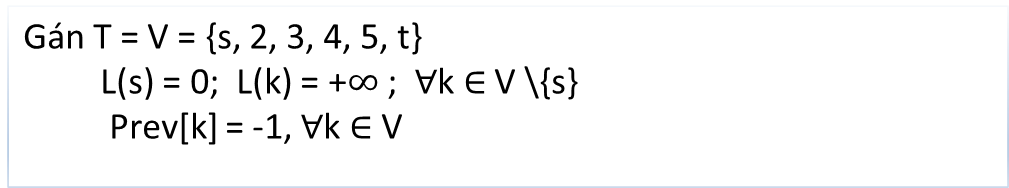 Gán T = V = {s, 2, 3, 4, 5, t}
L(s) = 0; L(k) = +∞ ; ∀k ∈ V \{s}
Prev[k] = -1, ∀k ∈ V